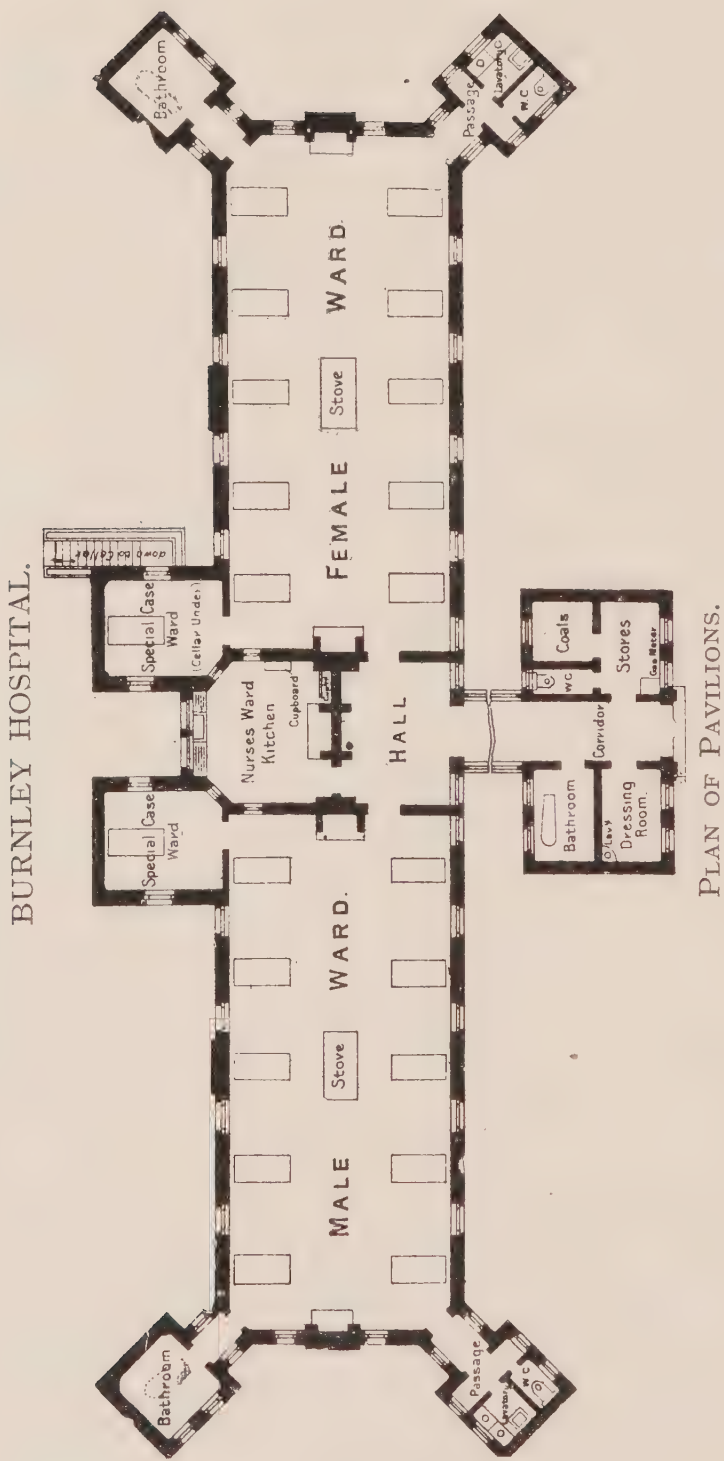 BURNLEY HOSPITAL.
Bathroom
Bathroom
down to Cellar
Special Case
Ward
Special Case
Ward
(Cellar Under)
Nurses Ward
Kitchen
Cupboard
MALE WARD.
Stove
FEMALE WARD.
Stove
HALL
Passage
Lavatory
W C
Passage
Lavatory
W.C
Corridor
Bathroom
Lavy
Dressing
Room.
WC
Coals
Stores
Gas Meter
PLAN OF PAVILIONS.